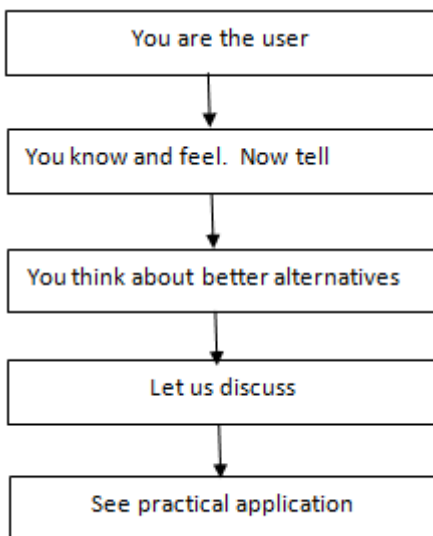 You are the user
You know and feel.  Now tell
You think about better alternatives
Let us discuss
See practical application